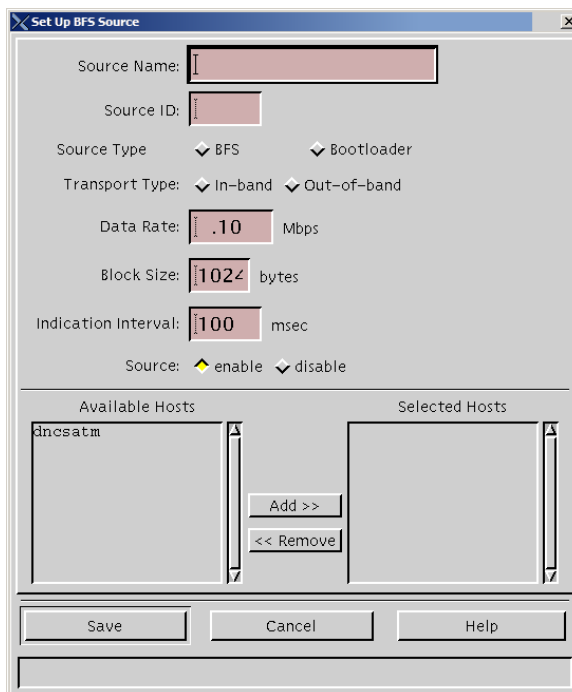 Set Up BFS Source
Source Name:
Source ID:
Source Type BFS Bootloader
Transport Type: In-band Out-of-band
Data Rate: .10 Mbps
Block Size: 1024 bytes
Indication Interval: 100 msec
Source: enable disable
Available Hosts Selected Hosts
dncsatm
Add >>
<< Remove
Save Cancel Help